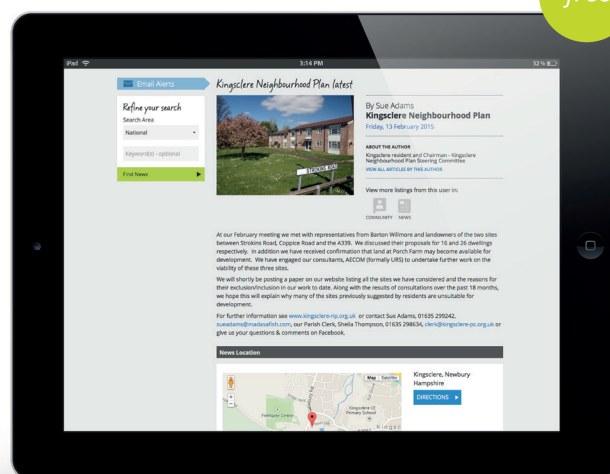 iPad
3:14 PM
32 %
Email Alerts
Refine your search
Search Area
National
Keyword(s) - optional
Find News
Kingsclere Neighbourhood Plan latest
STROKINS ROAD
By Sue Adams
Kingsclere Neighbourhood Plan
Friday, 13 February 2015
ABOUT THE AUTHOR
Kingsclere resident and Chairman - Kingsclere
Neighbourhood Plan Steering Committee
VIEW ALL ARTICLES BY THIS AUTHOR
View more listings from this user in:
COMMUNITY NEWS
At our February meeting we met with representatives from Barton Willmore and landowners of the two sites
between Strokins Road, Coppice Road and the A339. We discussed their proposals for 16 and 26 dwellings
respectively. In addition we have received confirmation that land at Porch Farm may become available for
development. We have engaged our consultants, AECOM (formally URS) to undertake further work on the
viability of these three sites.
We will shortly be posting a paper on our website listing all the sites we have considered and the reasons for
their exclusion/inclusion in our work to date. Along with the results of consultations over the past 18 months,
we hope this will explain why many of the sites previously suggested by residents are unsuitable for
development.
For further information see www.kingsclere-np.org.uk or contact Sue Adams, 01635 299242,
sueadams@madasafish.com, our Parish Clerk, Sheila Thompson, 01635 298634, clerk@kingsclere-pc.org.uk or
give us your questions & comments on Facebook.
News Location
Map Satellite
Fieldgate Centre
Kingsclere CE
Primary School
Kingsclere, Newbury
Hampshire
DIRECTIONS